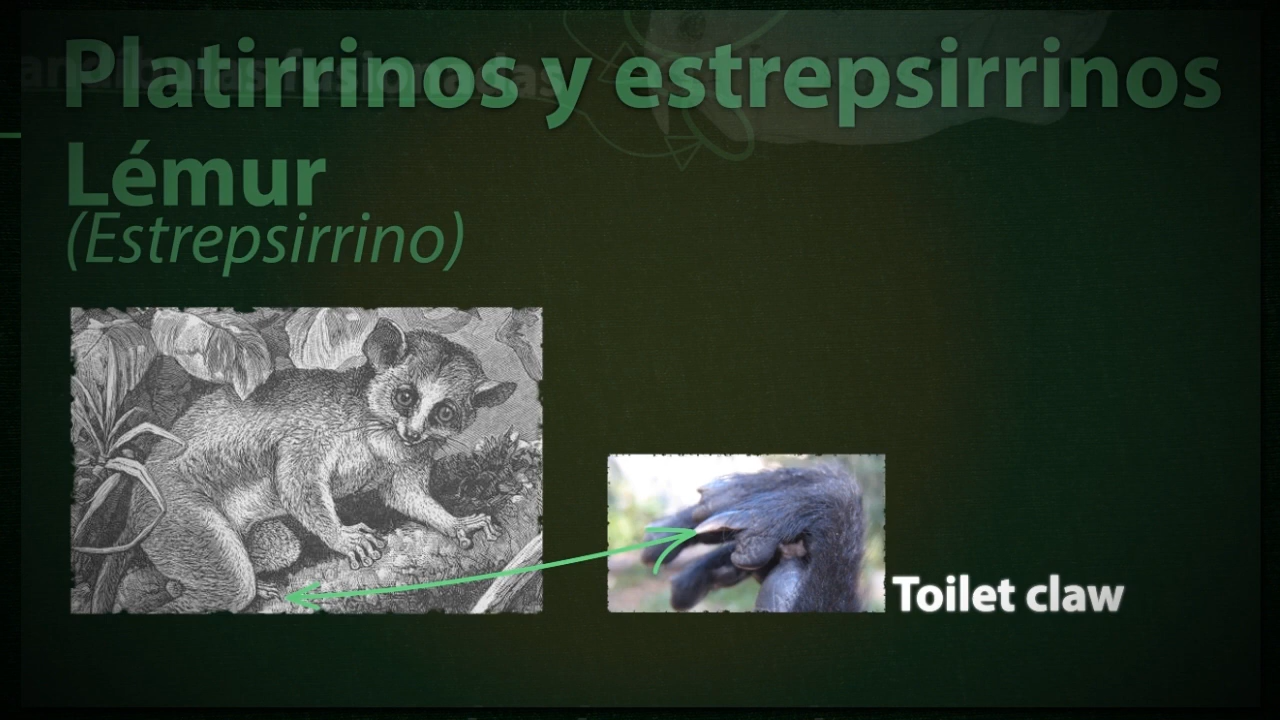 Platirrinos y estrepsirrinos
Lémur
(Estrepsirrino)
Toilet claw